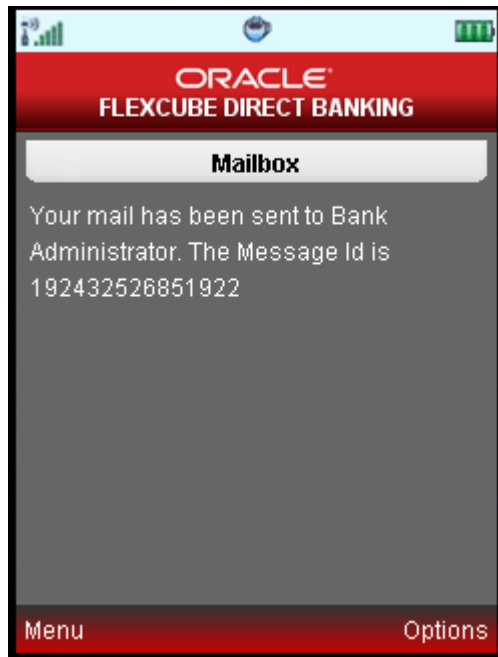 ORACLE
FLEXCUBE DIRECT BANKING
Mailbox
Your mail has been sent to Bank
Administrator. The Message Id is
192432526851922
Menu
Options